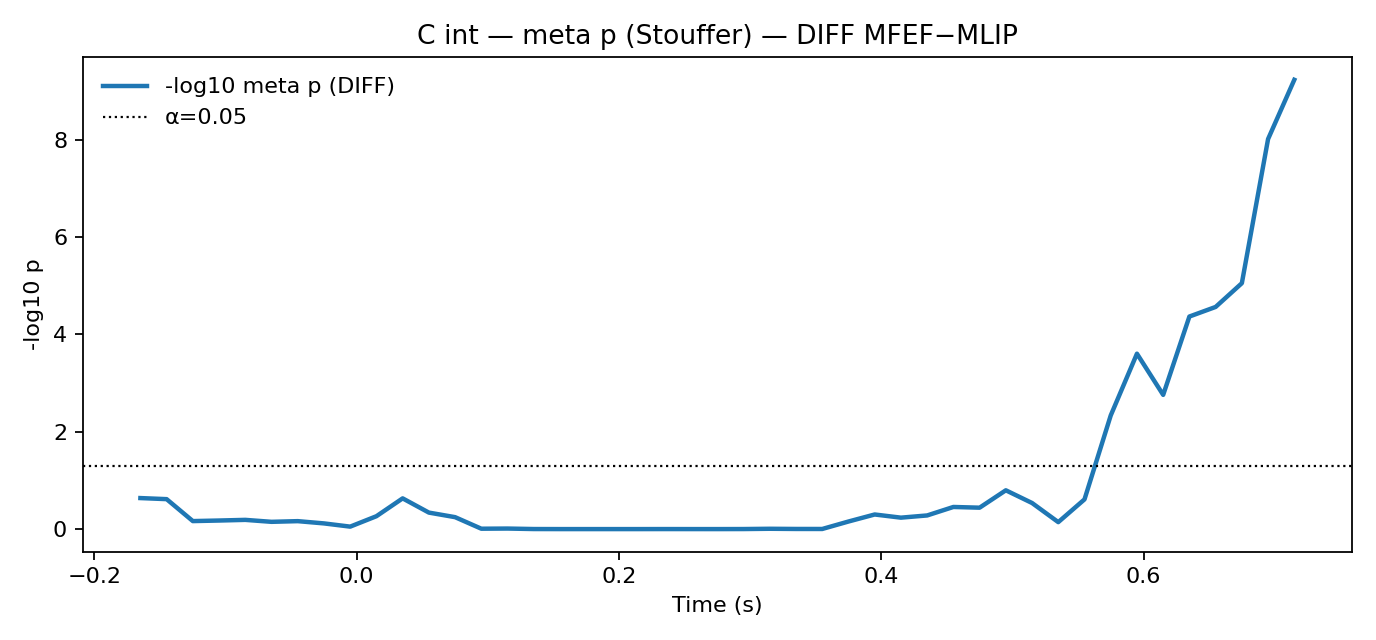 C int — meta p (Stouffer) — DIFF MFEF−MLIP
-log10 meta p (DIFF)
α=0.05
8
6
4
2
0
-log10 p
−0.2 0.0 0.2 0.4 0.6
Time (s)